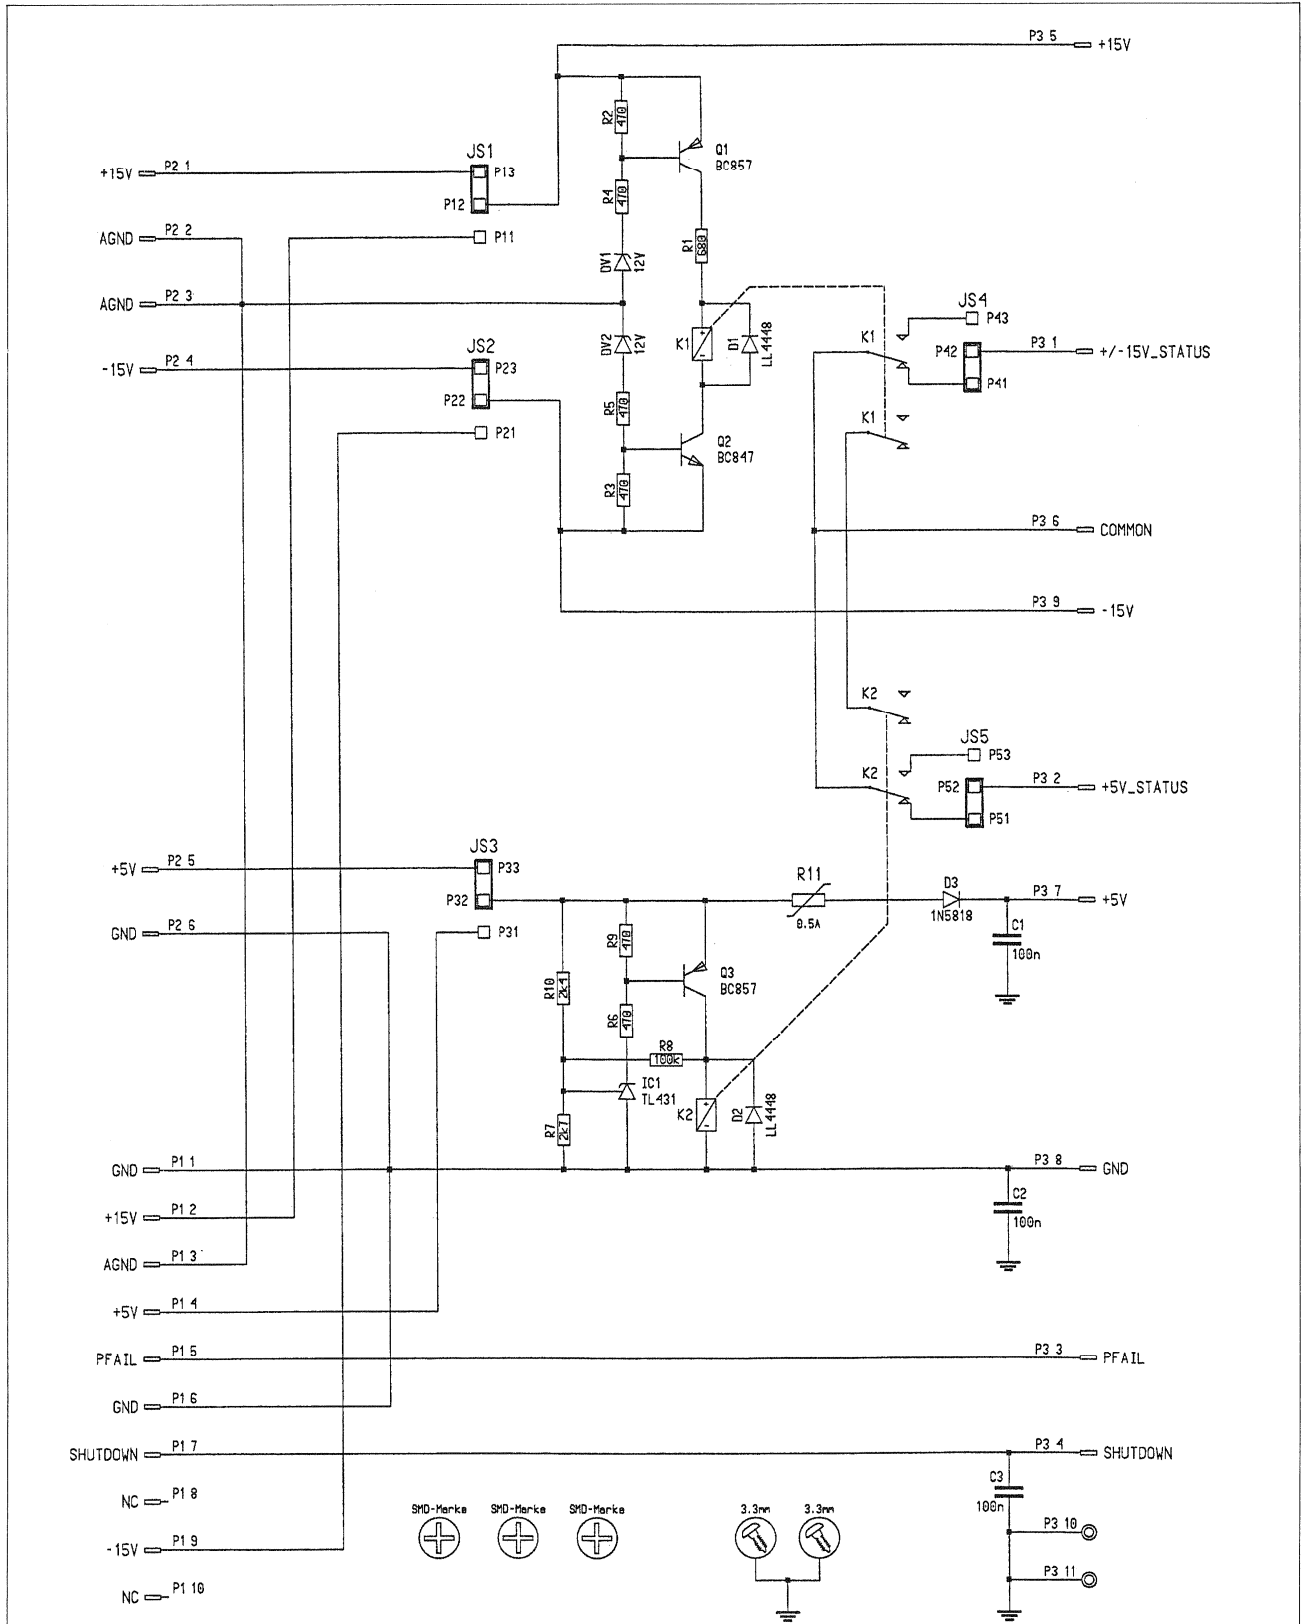 P3 5 +15V
R2 470
Q1
BC857
JS1
+15V P2 1 P13
P12
R4 470
AGND P2 2 P11
R1 680
DV1 12V
AGND P2 3
JS4
P43
K1
DV2 12V
K1 D1 LL4448
JS2
-15V P2 4 P23
P22
P42 P3 1 +/-15V_STATUS
P41
R5 470
K1
P21
Q2
BC847
R3 470
P3 6 COMMON
P3 9 -15V
K2
JS5
P53
K2
P52 P3 2 +5V_STATUS
P51
JS3
+5V P2 5 P33
P32
R11
0.5A
D3
1N5818
P3 7 +5V
C1
100n
GND P2 6 P31
R9 470
Q3
BC857
R10 2k4
R6 470
R8
100k
IC1
TL431
K2 D2 LL4448
R7 2k7
GND P1 1 P3 8 GND
C2
100n
+15V P1 2
AGND P1 3
+5V P1 4
PFAIL P1 5 P3 3 PFAIL
GND P1 6
SHUTDOWN P1 7 P3 4 SHUTDOWN
C3
100n
NC P1 8
SMD-Marke SMD-Marke SMD-Marke 3.3mm 3.3mm
P3 10
-15V P1 9
P3 11
NC P1 10